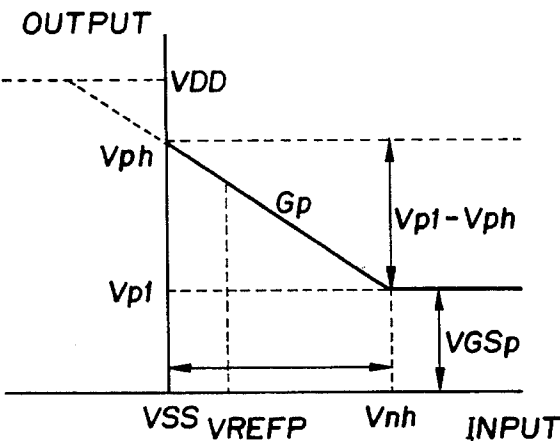 OUTPUT
VDD
Vph
Gp
Vp1-Vph
Vp1
VGSp
VSS VREFP Vnh INPUT